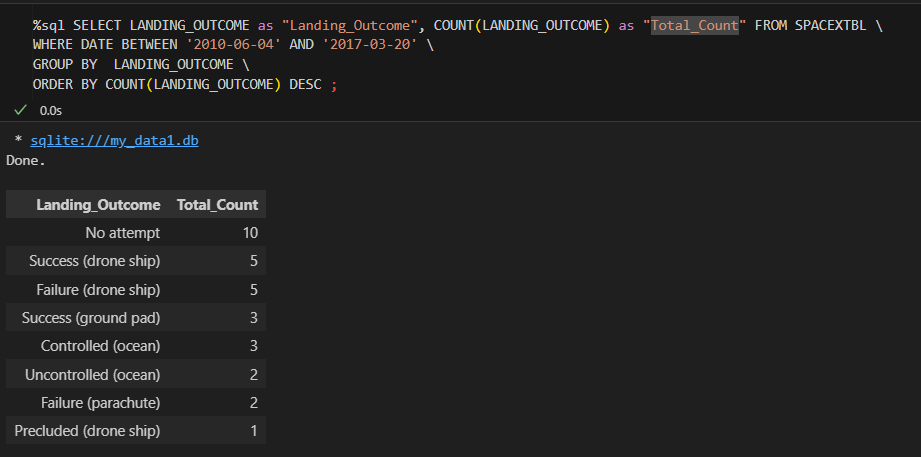 %sql SELECT LANDING_OUTCOME as "Landing_Outcome", COUNT(LANDING_OUTCOME) as "Total_Count" FROM SPACEXTBL \
WHERE DATE BETWEEN '2010-06-04' AND '2017-03-20' \
GROUP BY  LANDING_OUTCOME \
ORDER BY COUNT(LANDING_OUTCOME) DESC ;
✓ 0.0s
* sqlite:///my_data1.db
Done.
Landing_Outcome Total_Count
No attempt 10
Success (drone ship) 5
Failure (drone ship) 5
Success (ground pad) 3
Controlled (ocean) 3
Uncontrolled (ocean) 2
Failure (parachute) 2
Precluded (drone ship) 1